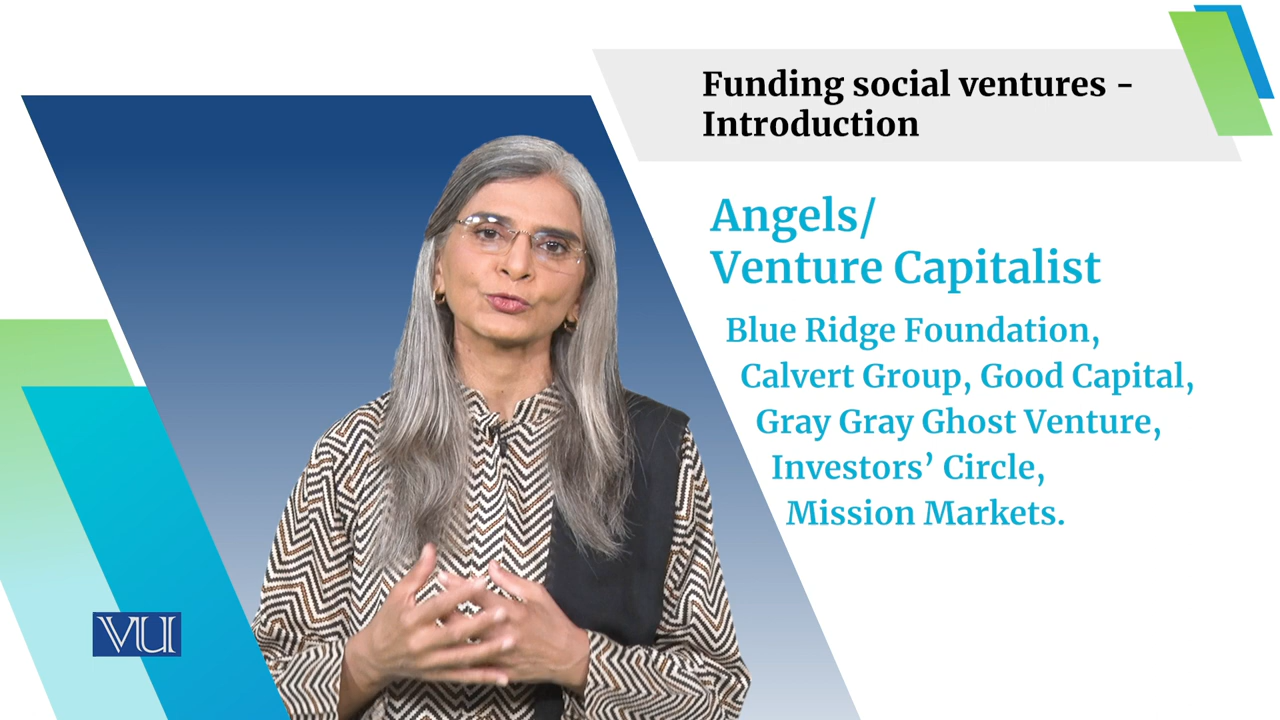 Funding social ventures -
Introduction
Angels/
Venture Capitalist
Blue Ridge Foundation,
Calvert Group, Good Capital,
Gray Gray Ghost Venture,
Investors’ Circle,
Mission Markets.
VU